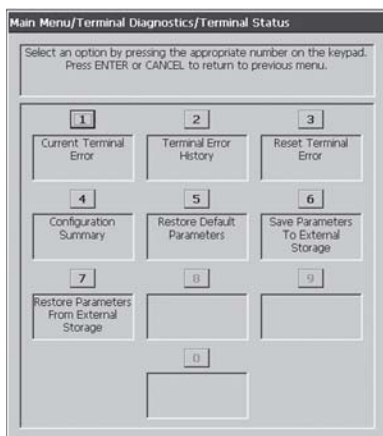 Main Menu/Terminal Diagnostics/Terminal Status
Select an option by pressing the appropriate
number on the keypad.
Press ENTER or CANCEL to return to
previous menu.
1
2
3
Current Terminal
Error
Terminal Error
History
Reset Terminal
Error
4
5
6
Configuration
Summary
Restore Default
Parameters
Save Parameters
To External
Storage
7
8
9
Restore Parameters
From External
Storage
0